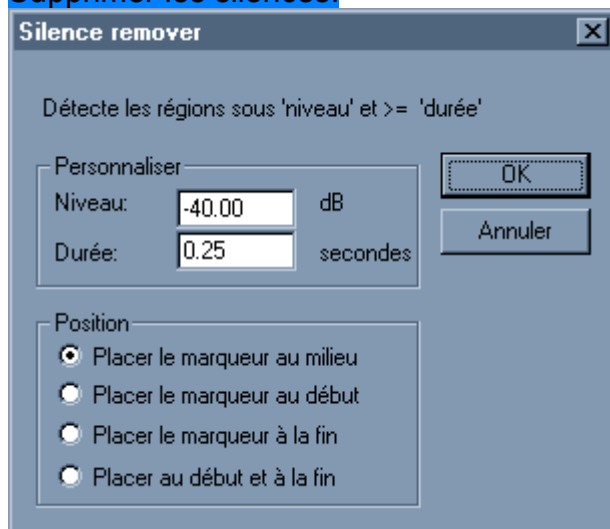 Supprimer les silences.
Silence remover
Détecte les régions sous 'niveau' et >= 'durée'
Personnaliser
Niveau: -40.00 dB
Durée: 0.25 secondes
OK
Annuler
Position
Placer le marqueur au milieu
Placer le marqueur au début
Placer le marqueur à la fin
Placer au début et à la fin